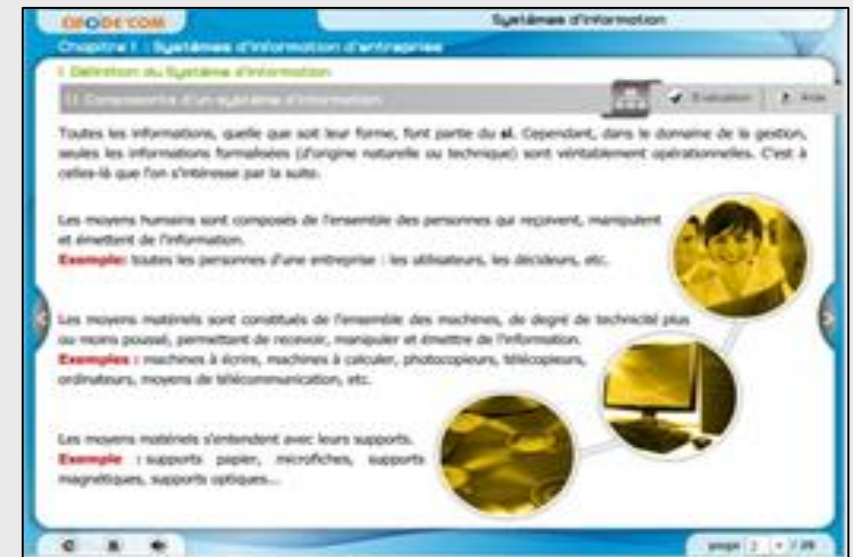 Systèmes d'information
Chapitre 1 : Systèmes d'information d'entreprise
1 Définition du Système d'information
1.1 Composants d'un système d'information
Evaluation
Aide
Toutes les informations, quelle que soit leur forme, font partie du si. Cependant, dans le domaine de la gestion,
seules les informations formalisées (d'origine naturelle ou technique) sont véritablement opérationnelles. C'est à
celles-là que l'on s'intéresse par la suite.
Les moyens humains sont composés de l'ensemble des personnes qui reçoivent, manipulent
et émettent de l'information.
Exemple: toutes les personnes d'une entreprise : les utilisateurs, les décideurs, etc.
Les moyens matériels sont constitués de l'ensemble des machines, de degré de technicité plus
ou moins poussé, permettant de recevoir, manipuler et émettre de l'information.
Exemples : machines à écrire, machines à calculer, photocopieurs, télécopieurs,
ordinateurs, moyens de télécommunication, etc.
Les moyens matériels s'entendent avec leurs supports.
Exemple : supports papier, microfiches, supports
magnétiques, supports optiques...
page